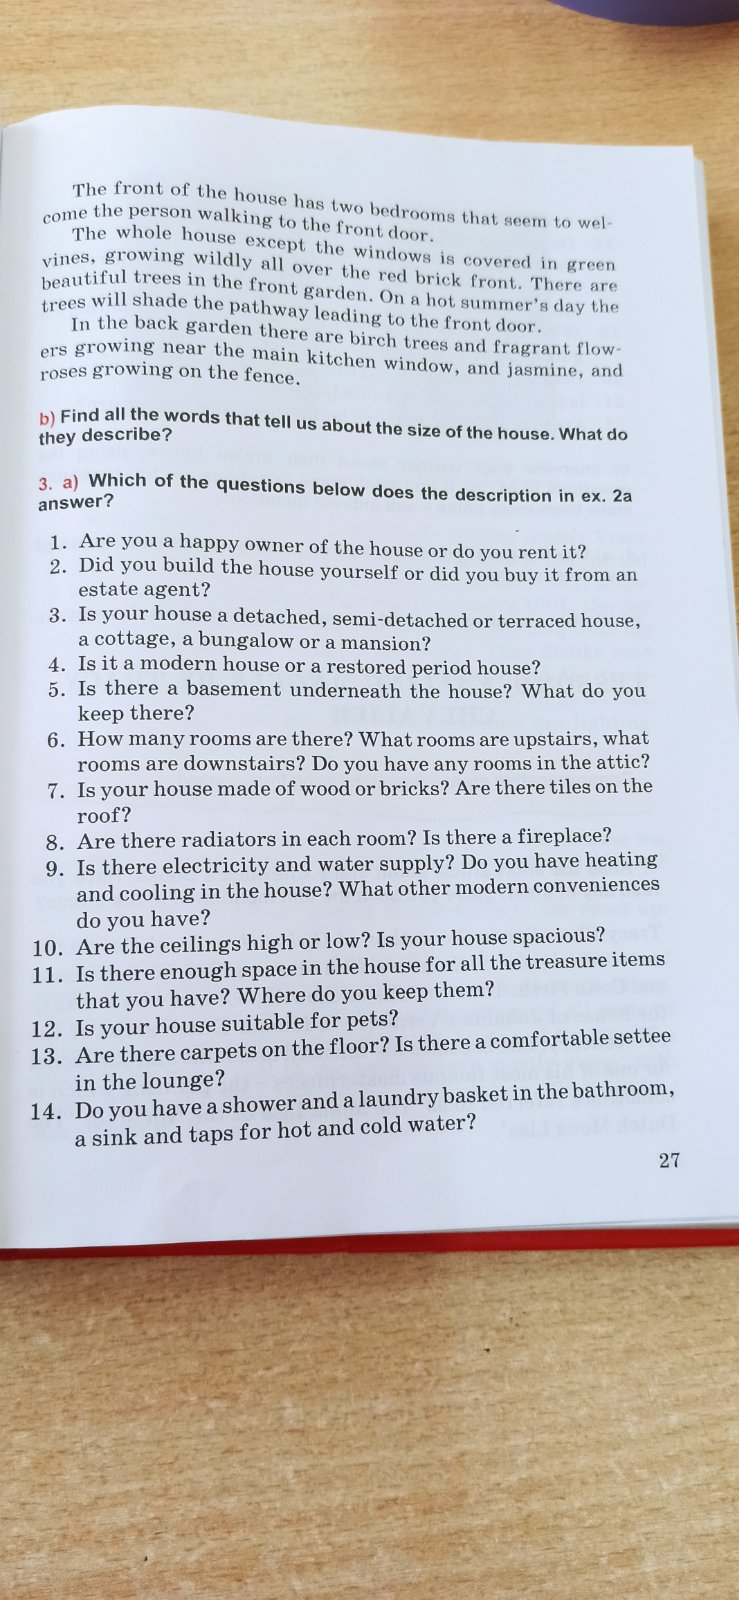 The front of the house has two bedrooms that seem to wel-
come the person walking to the front door.
The whole house except the windows is covered in green
vines, growing wildly all over the red brick front. There are
beautiful trees in the front garden. On a hot summer's day the
trees will shade the pathway leading to the front door.
In the back garden there are birch trees and fragrant flow-
ers growing near the main kitchen window, and jasmine, and
roses growing on the fence.
b) Find all the words that tell us about the size of the house. What do
they describe?
3. a) Which of the questions below does the description in ex. 2a
answer?
1. Are you a happy owner of the house or do you rent it?
2. Did you build the house yourself or did you buy it from an
estate agent?
3. Is your house a detached, semi-detached or terraced house,
a cottage, a bungalow or a mansion?
4. Is it a modern house or a restored period house?
5. Is there a basement underneath the house? What do you
keep there?
6. How many rooms are there? What rooms are upstairs, what
rooms are downstairs? Do you have any rooms in the attic?
7. Is your house made of wood or bricks? Are there tiles on the
roof?
8. Are there radiators in each room? Is there a fireplace?
9. Is there electricity and water supply? Do you have heating
and cooling in the house? What other modern conveniences
do you have?
10. Are the ceilings high or low? Is your house spacious?
11. Is there enough space in the house for all the treasure items
that you have? Where do you keep them?
12. Is your house suitable for pets?
13. Are there carpets on the floor? Is there a comfortable settee
in the lounge?
14. Do you have a shower and a laundry basket in the bathroom,
a sink and taps for hot and cold water?
27